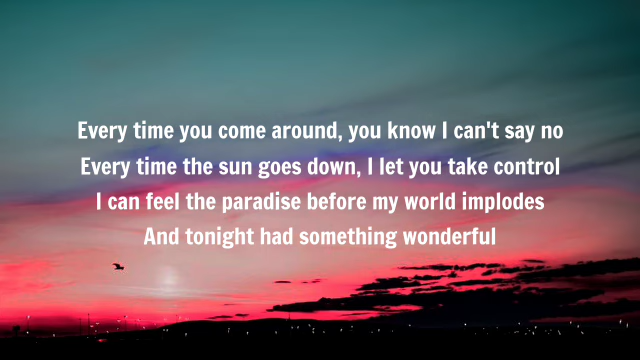 Every time you come around, you know I can't say no
Every time the sun goes down, I let you take control
I can feel the paradise before my world implodes
And tonight had something wonderful